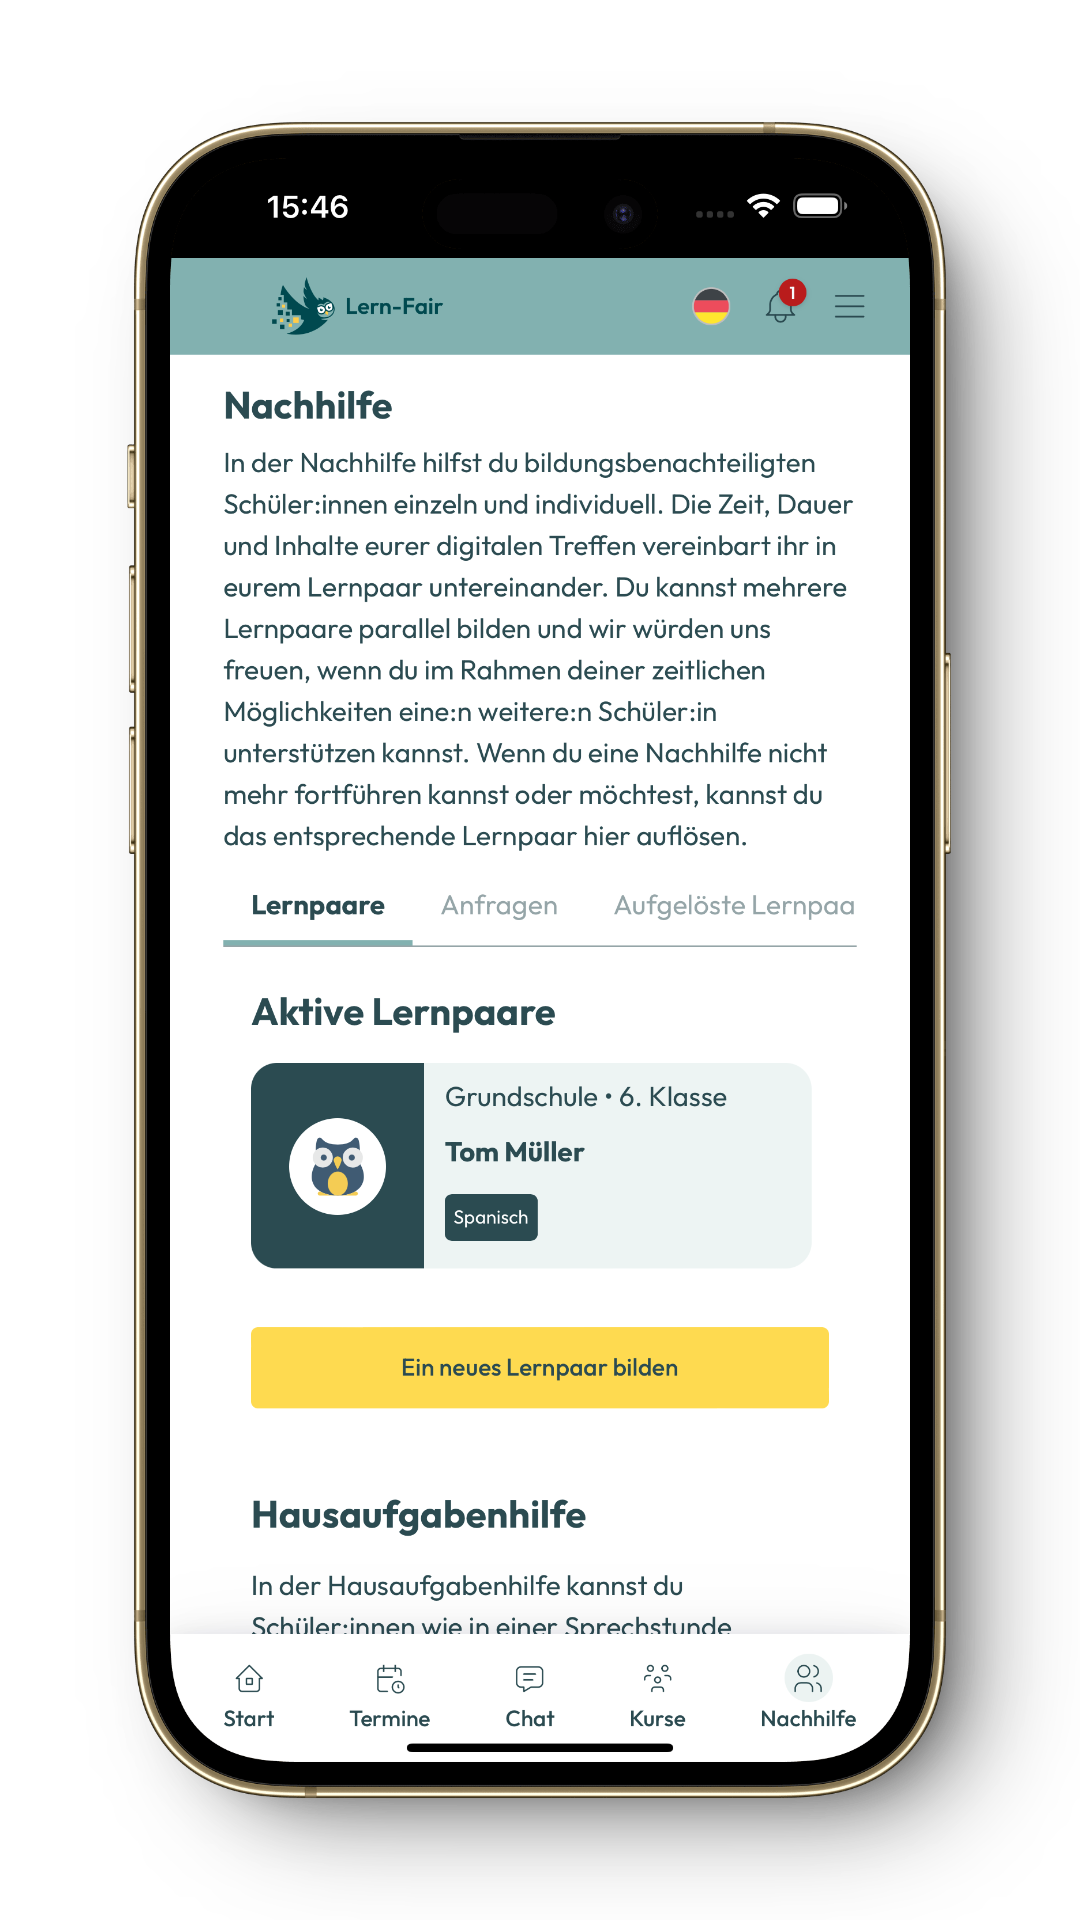 15:46
Lern-Fair
1
Nachhilfe
In der Nachhilfe hilfst du bildungsbenachteiligten
Schüler:innen einzeln und individuell. Die Zeit, Dauer
und Inhalte eurer digitalen Treffen vereinbart ihr in
eurem Lernpaar untereinander. Du kannst mehrere
Lernpaare parallel bilden und wir würden uns
freuen, wenn du im Rahmen deiner zeitlichen
Möglichkeiten eine:n weitere:n Schüler:in
unterstützen kannst. Wenn du eine Nachhilfe nicht
mehr fortführen kannst oder möchtest, kannst du
das entsprechende Lernpaar hier auflösen.
Lernpaare Anfragen Aufgelöste Lernpaa
Aktive Lernpaare
Grundschule • 6. Klasse
Tom Müller
Spanisch
Ein neues Lernpaar bilden
Hausaufgabenhilfe
In der Hausaufgabenhilfe kannst du
Schüler:innen wie in einer Sprechstunde
Start Termine Chat Kurse Nachhilfe